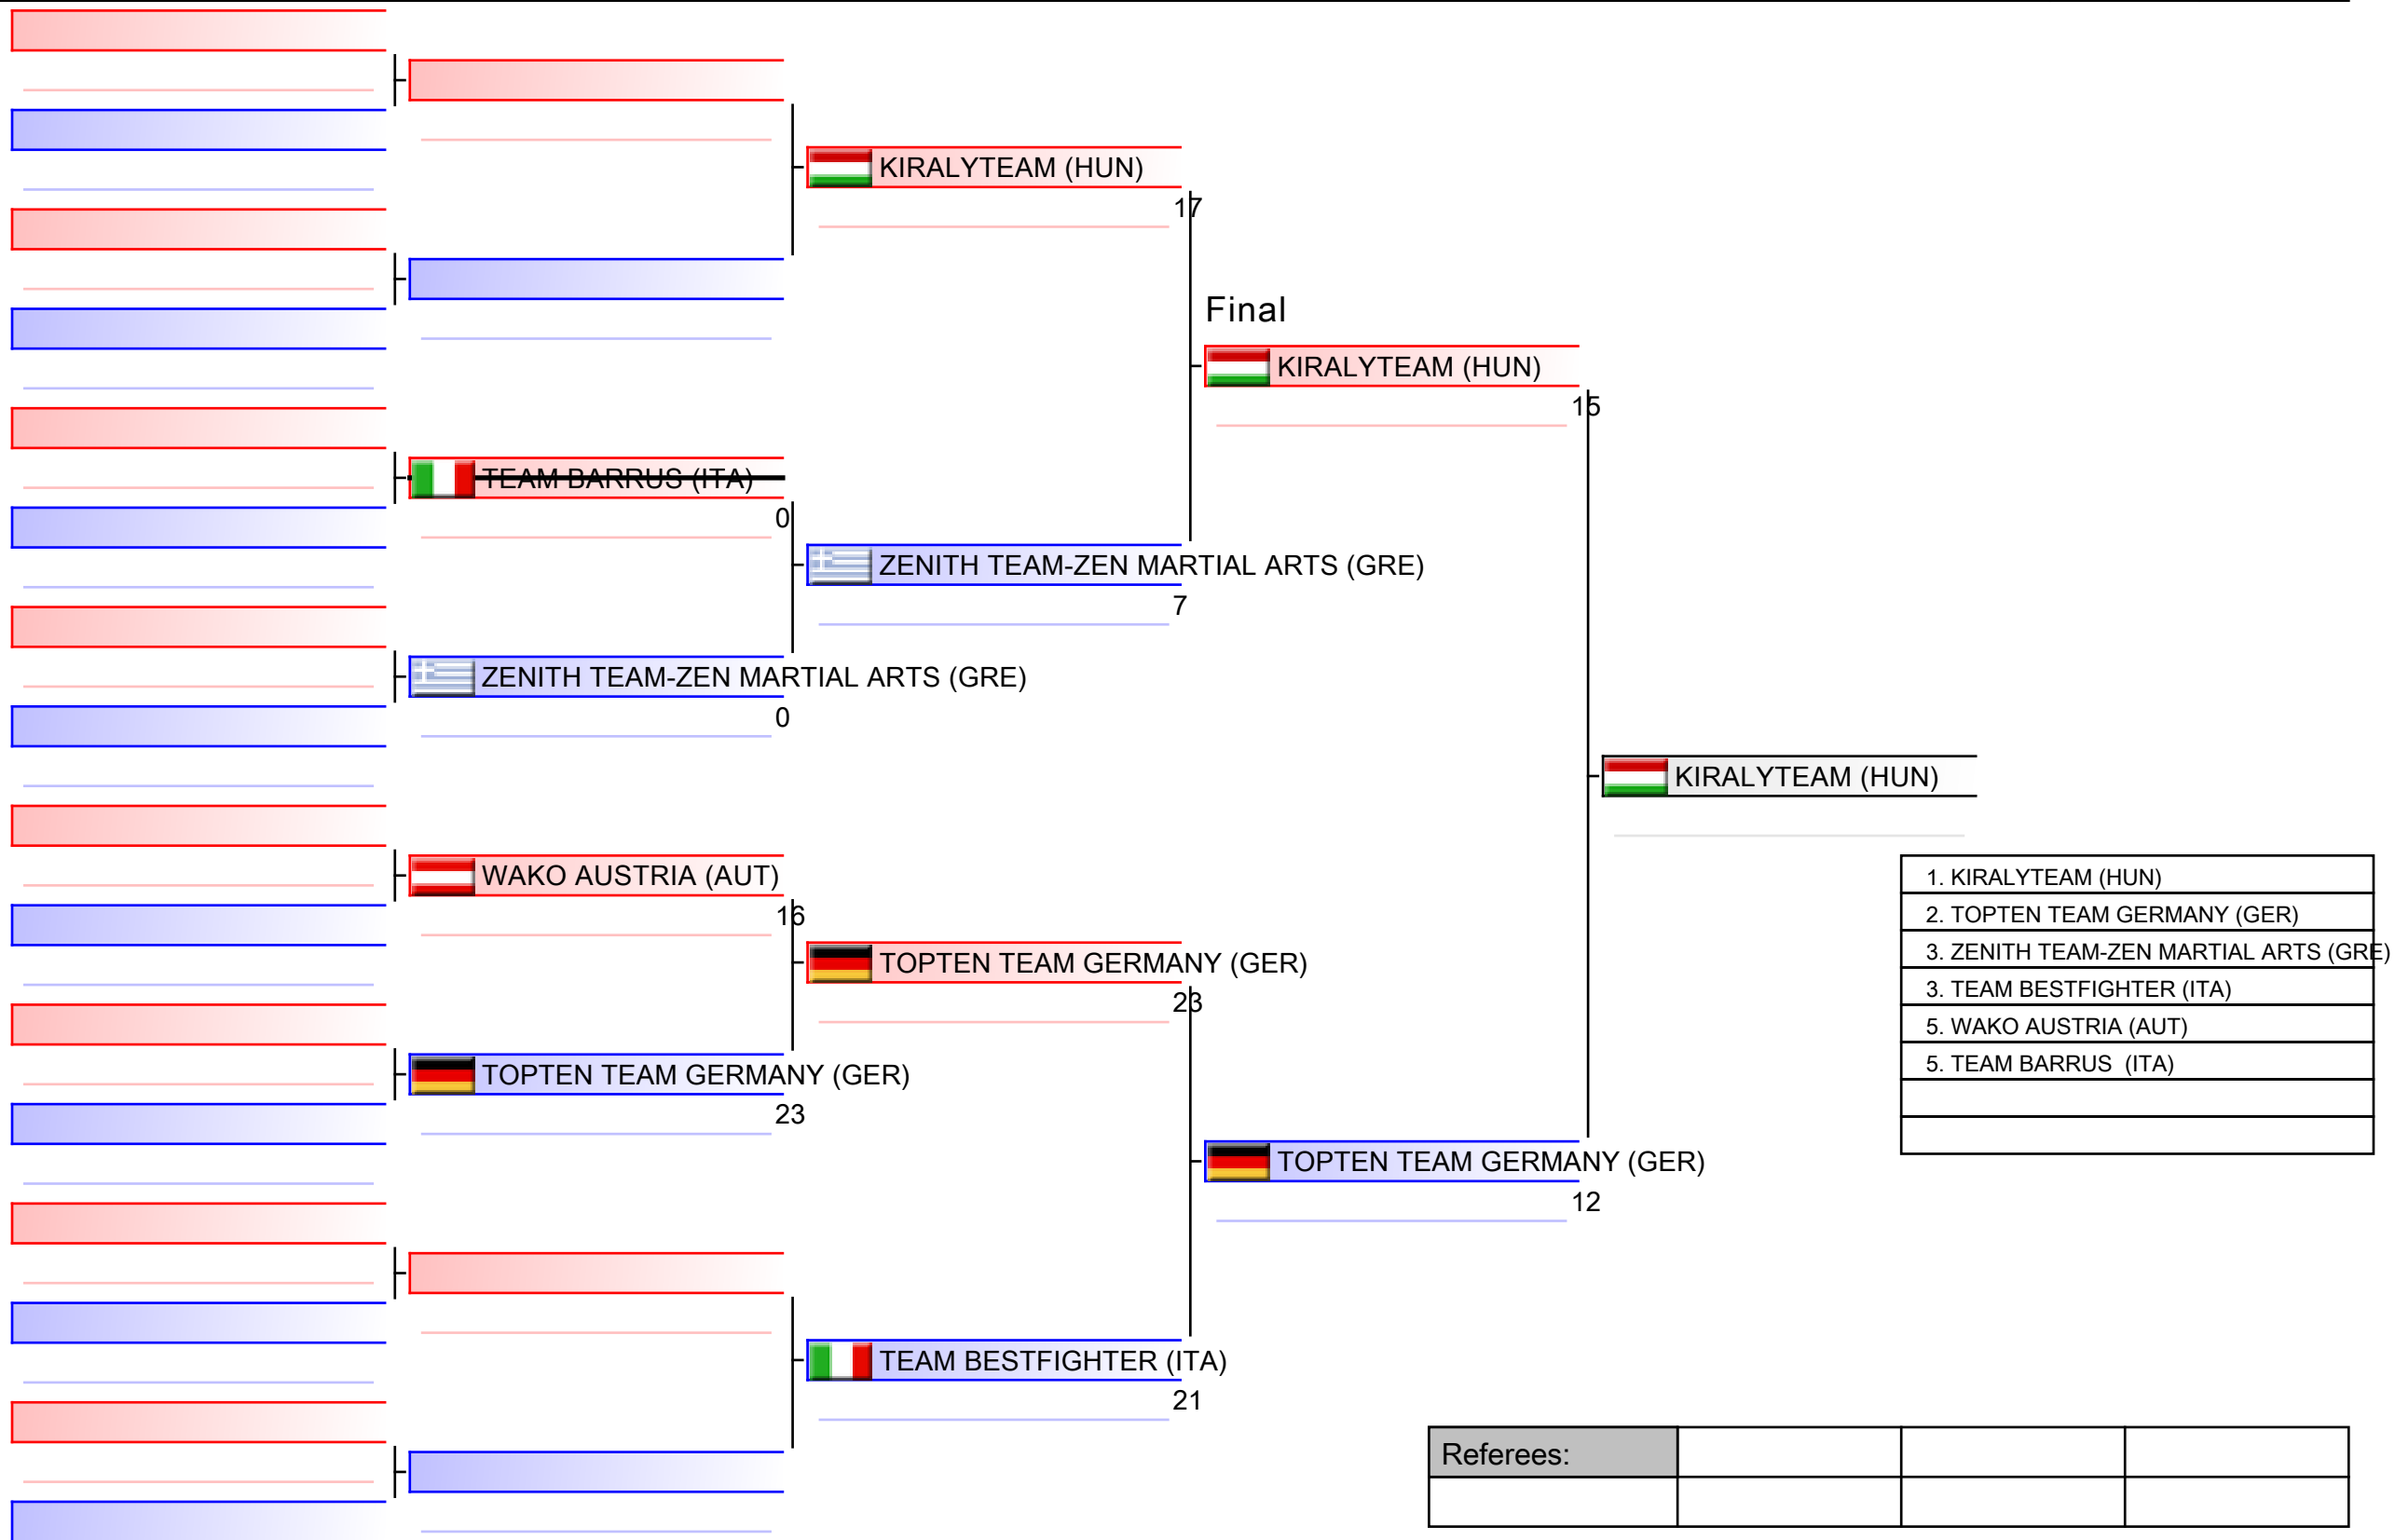 KIRALYTEAM (HUN)
17
Final
KIRALYTEAM (HUN)
15
TEAM BARRUS (ITA)
0
ZENITH TEAM-ZEN MARTIAL ARTS (GRE)
7
ZENITH TEAM-ZEN MARTIAL ARTS (GRE)
0
KIRALYTEAM (HUN)
WAKO AUSTRIA (AUT)
16
TOPTEN TEAM GERMANY (GER)
23
TOPTEN TEAM GERMANY (GER)
23
TOPTEN TEAM GERMANY (GER)
12
TEAM BESTFIGHTER (ITA)
21
1. KIRALYTEAM (HUN)
2. TOPTEN TEAM GERMANY (GER)
3. ZENITH TEAM-ZEN MARTIAL ARTS (GRE)
3. TEAM BESTFIGHTER (ITA)
5. WAKO AUSTRIA (AUT)
5. TEAM BARRUS  (ITA)
Referees: